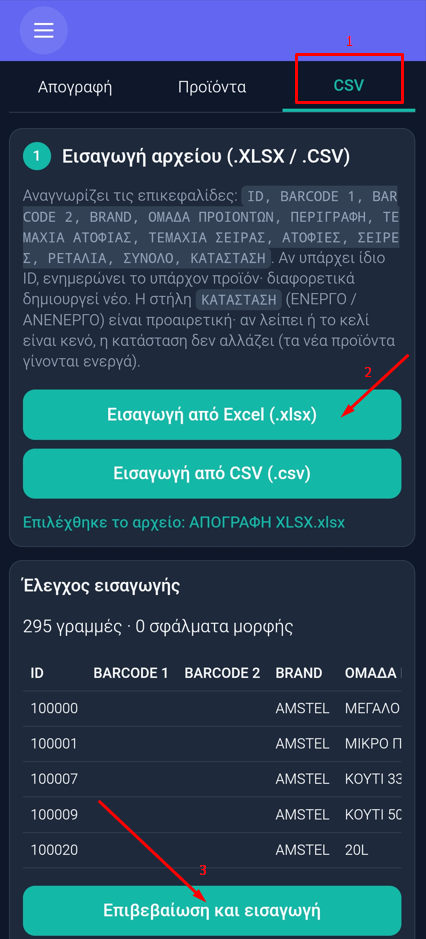 1
Απογραφή Προϊόντα CSV
1 Εισαγωγή αρχείου (.XLSX / .CSV)
Αναγνωρίζει τις επικεφαλίδες: ID, BARCODE 1, BAR
CODE 2, BRAND, ΟΜΑΔΑ ΠΡΟΙΟΝΤΩΝ, ΠΕΡΙΓΡΑΦΗ, ΤΕ
ΜΑΧΙΑ ΑΤΟΦΙΑΣ, ΤΕΜΑΧΙΑ ΣΕΙΡΑΣ, ΑΤΟΦΙΕΣ, ΣΕΙΡΕ
Σ, ΡΕΤΑΛΙΑ, ΣΥΝΟΛΟ, ΚΑΤΑΣΤΑΣΗ. Αν υπάρχει ίδιο
ID, ενημερώνει το υπάρχον προϊόν· διαφορετικά
δημιουργεί νέο. Η στήλη ΚΑΤΑΣΤΑΣΗ (ΕΝΕΡΓΟ /
ΑΝΕΝΕΡΓΟ) είναι προαιρετική· αν λείπει ή το κελί
είναι κενό, η κατάσταση δεν αλλάζει (τα νέα προϊόντα
γίνονται ενεργά).
2
Εισαγωγή από Excel (.xlsx)
Εισαγωγή από CSV (.csv)
Επιλέχθηκε το αρχείο: ΑΠΟΓΡΑΦΗ XLSX.xlsx
Έλεγχος εισαγωγής
295 γραμμές · 0 σφάλματα μορφής
ID BARCODE 1 BARCODE 2 BRAND ΟΜΑΔΑ
100000 AMSTEL ΜΕΓΑΛΟ
100001 AMSTEL ΜΙΚΡΟ Π
100007 AMSTEL ΚΟΥΤΙ 33
100009 AMSTEL ΚΟΥΤΙ 50
100020 AMSTEL 20L
3
Επιβεβαίωση και εισαγωγή